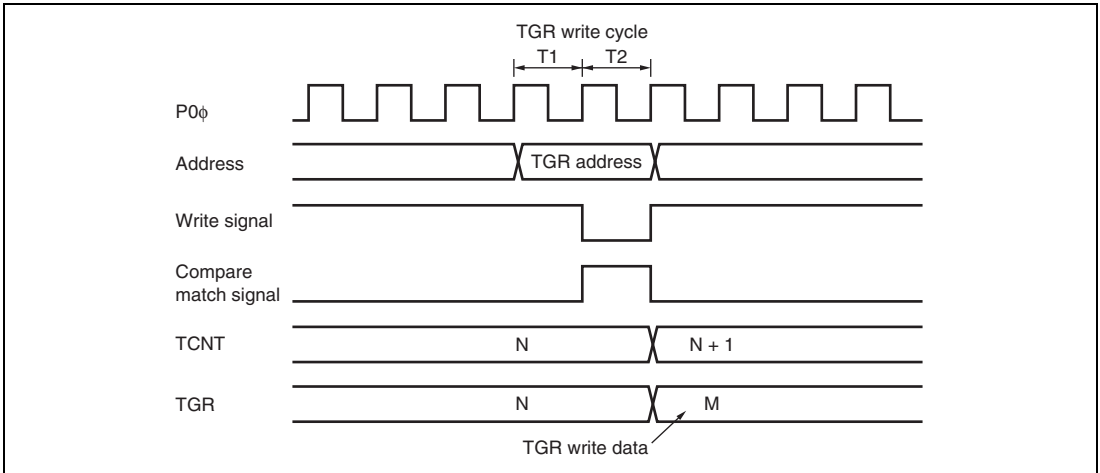 TGR write cycle
T1 T2
P0ϕ
Address TGR address
Write signal
Compare
match signal
TCNT N N + 1
TGR N M
TGR write data